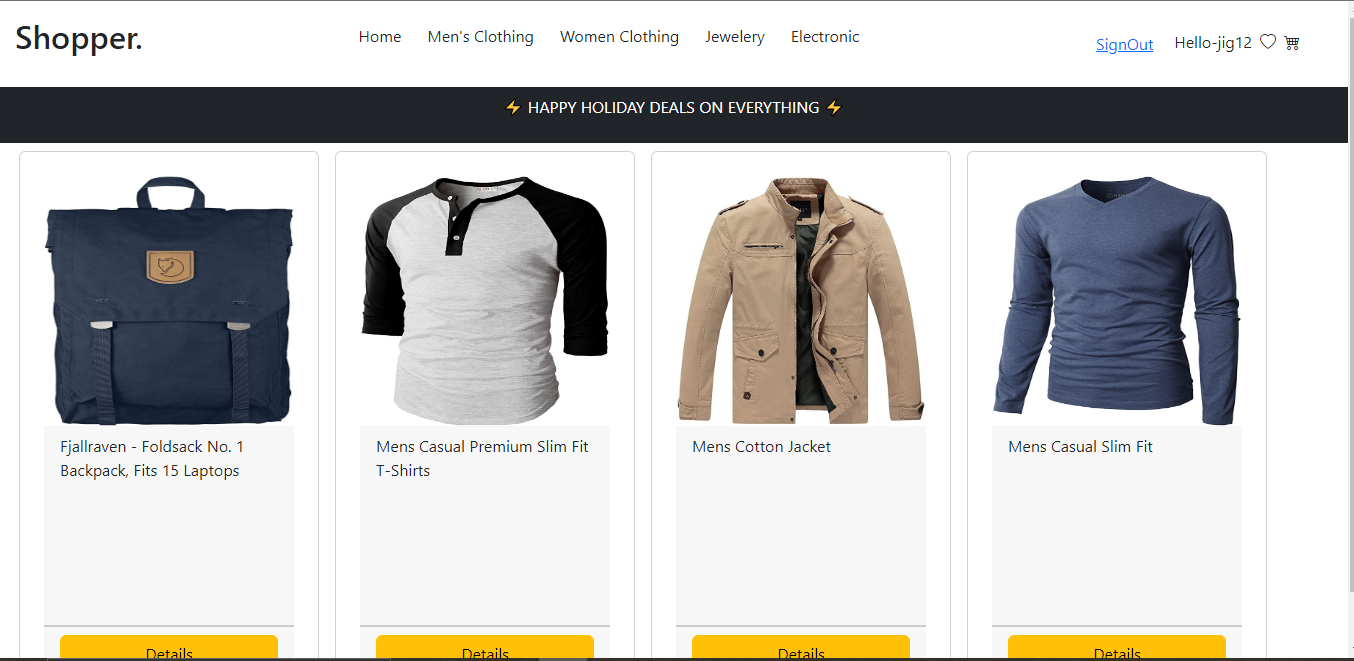 Shopper.
Home Men's Clothing Women Clothing Jewelery Electronic
SignOut Hello-jig12
⚡ HAPPY HOLIDAY DEALS ON EVERYTHING ⚡
Fjallraven - Foldsack No. 1
Backpack, Fits 15 Laptops
Mens Casual Premium Slim Fit
T-Shirts
Mens Cotton Jacket
Mens Casual Slim Fit
Details
Details
Details
Details